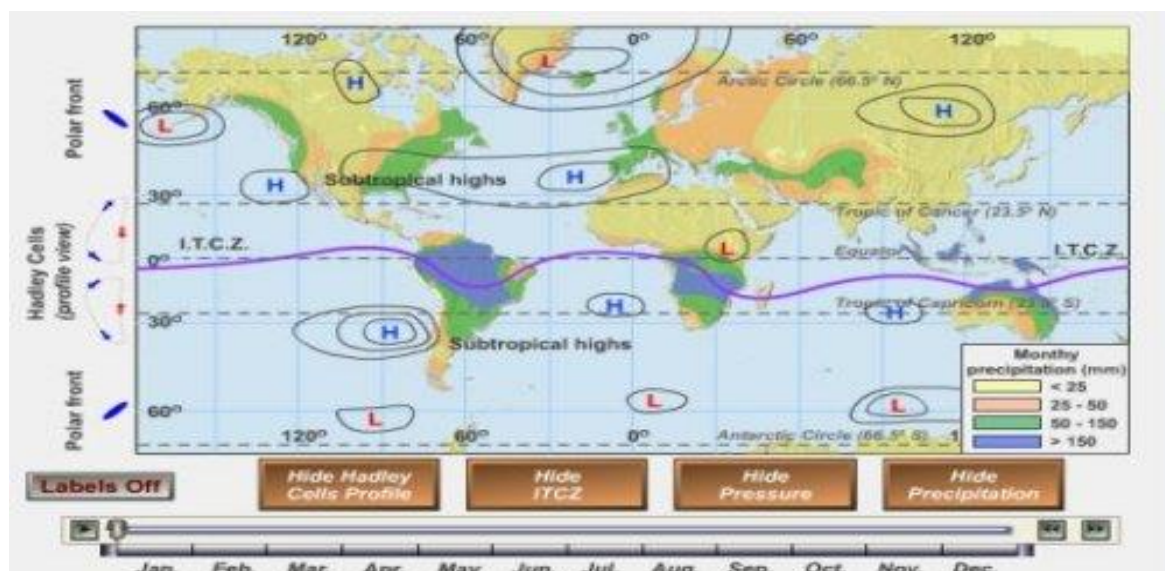 120° 60° 0° 60° 120°
Arctic Circle (66.5° N)
60°
Polar front
Subtropical highs
30°
Tropic of Cancer (23.5° N)
I.T.C.Z.
Equator
I.T.C.Z.
0°
Hadley Cells
(profile view)
30°
Subtropical highs
Polar front
60°
120° 60° 0°
Antarctic Circle (66.5° S)
L
H
L
H
H
H
L
H
H
H
L
L
L
Monthy
precipitation (mm)
< 25
25 - 50
50 - 150
> 150
Labels Off
Hide Hadley
Cells Profile
Hide
ITCZ
Hide
Pressure
Hide
Precipitation
Jan Feb Mar Apr May Jun Jul Aug Sep Oct Nov Dec